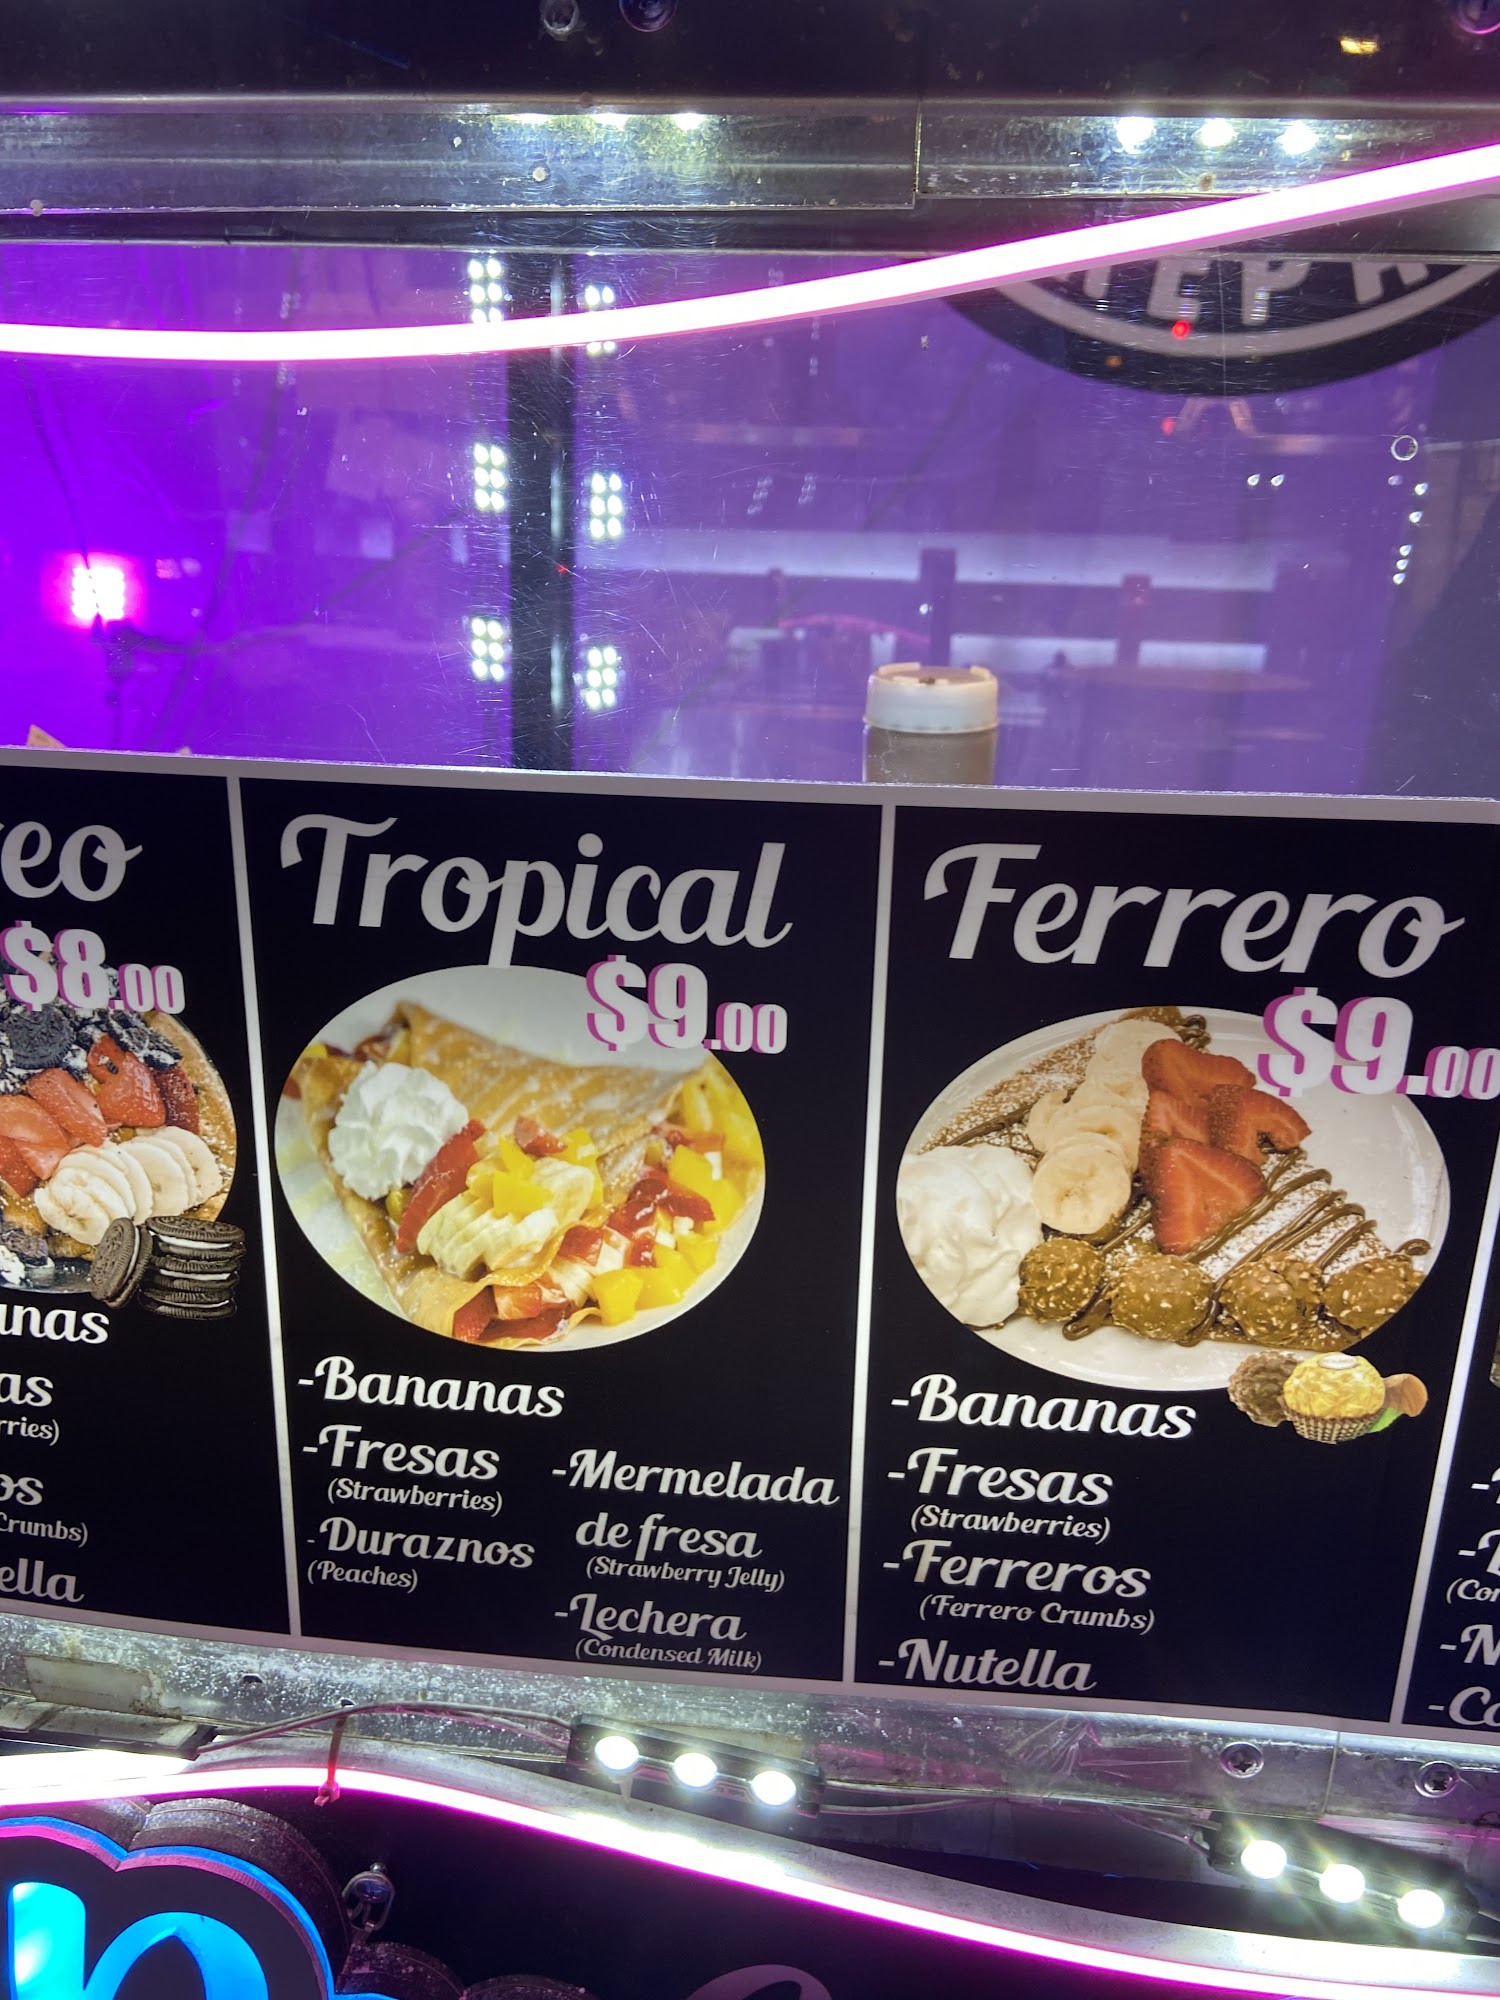 Tropical
$9.00
-Bananas
-Fresas
(Strawberries)
-Duraznos
(Peaches)
-Mermelada
de fresa
(Strawberry Jelly)
-Lechera
(Condensed Milk)
Ferrero
$9.00
-Bananas
-Fresas
(Strawberries)
-Ferreros
(Ferrero Crumbs)
-Nutella
$8.00
Crumbs)